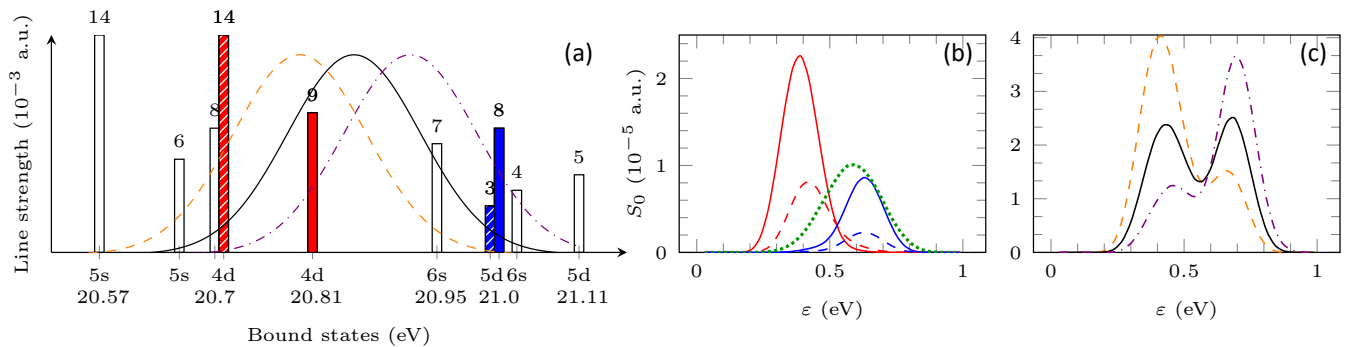 14
14
6
8
9
7
3
8
4
5
(a)
Line strength (10−3 a.u.)
5s 5s 4d 4d 6s 5d 6s 5d
20.57 20.7 20.81 20.95 21.0 21.11
Bound states (eV)
(b)
S0 (10−5 a.u.)
2
1
0
0 0.5 1
ε (eV)
(c)
4
3
2
1
0
0 0.5 1
ε (eV)